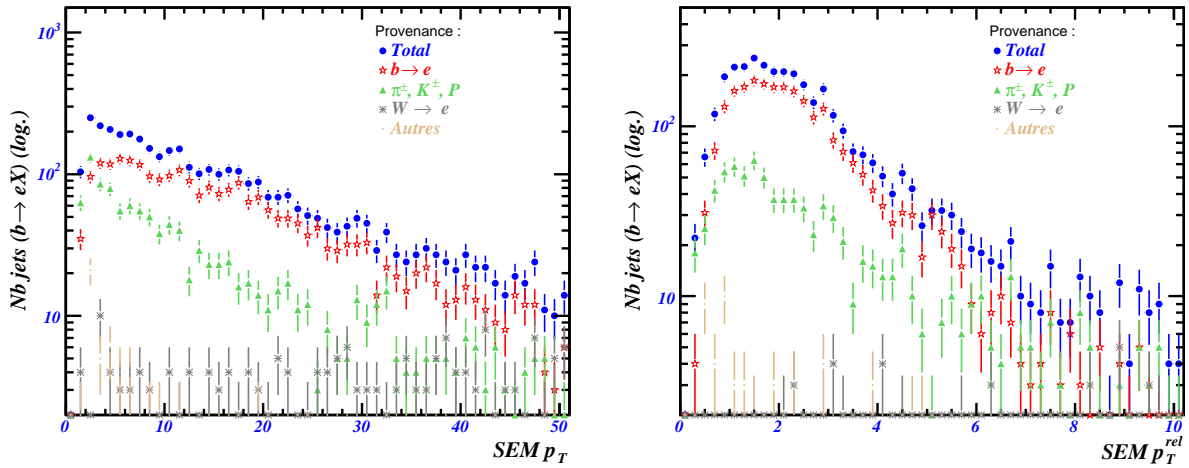 Nb jets (b→ eX) (log.)
10³
10²
10
Provenance :
Total
b→ e
π±, K±, P
W → e
Autres
0 10 20 30 40 50
SEM p_T
Nb jets (b→ eX) (log.)
10²
10
Provenance :
Total
b→ e
π±, K±, P
W → e
Autres
0 2 4 6 8 10
SEM p_T^rel